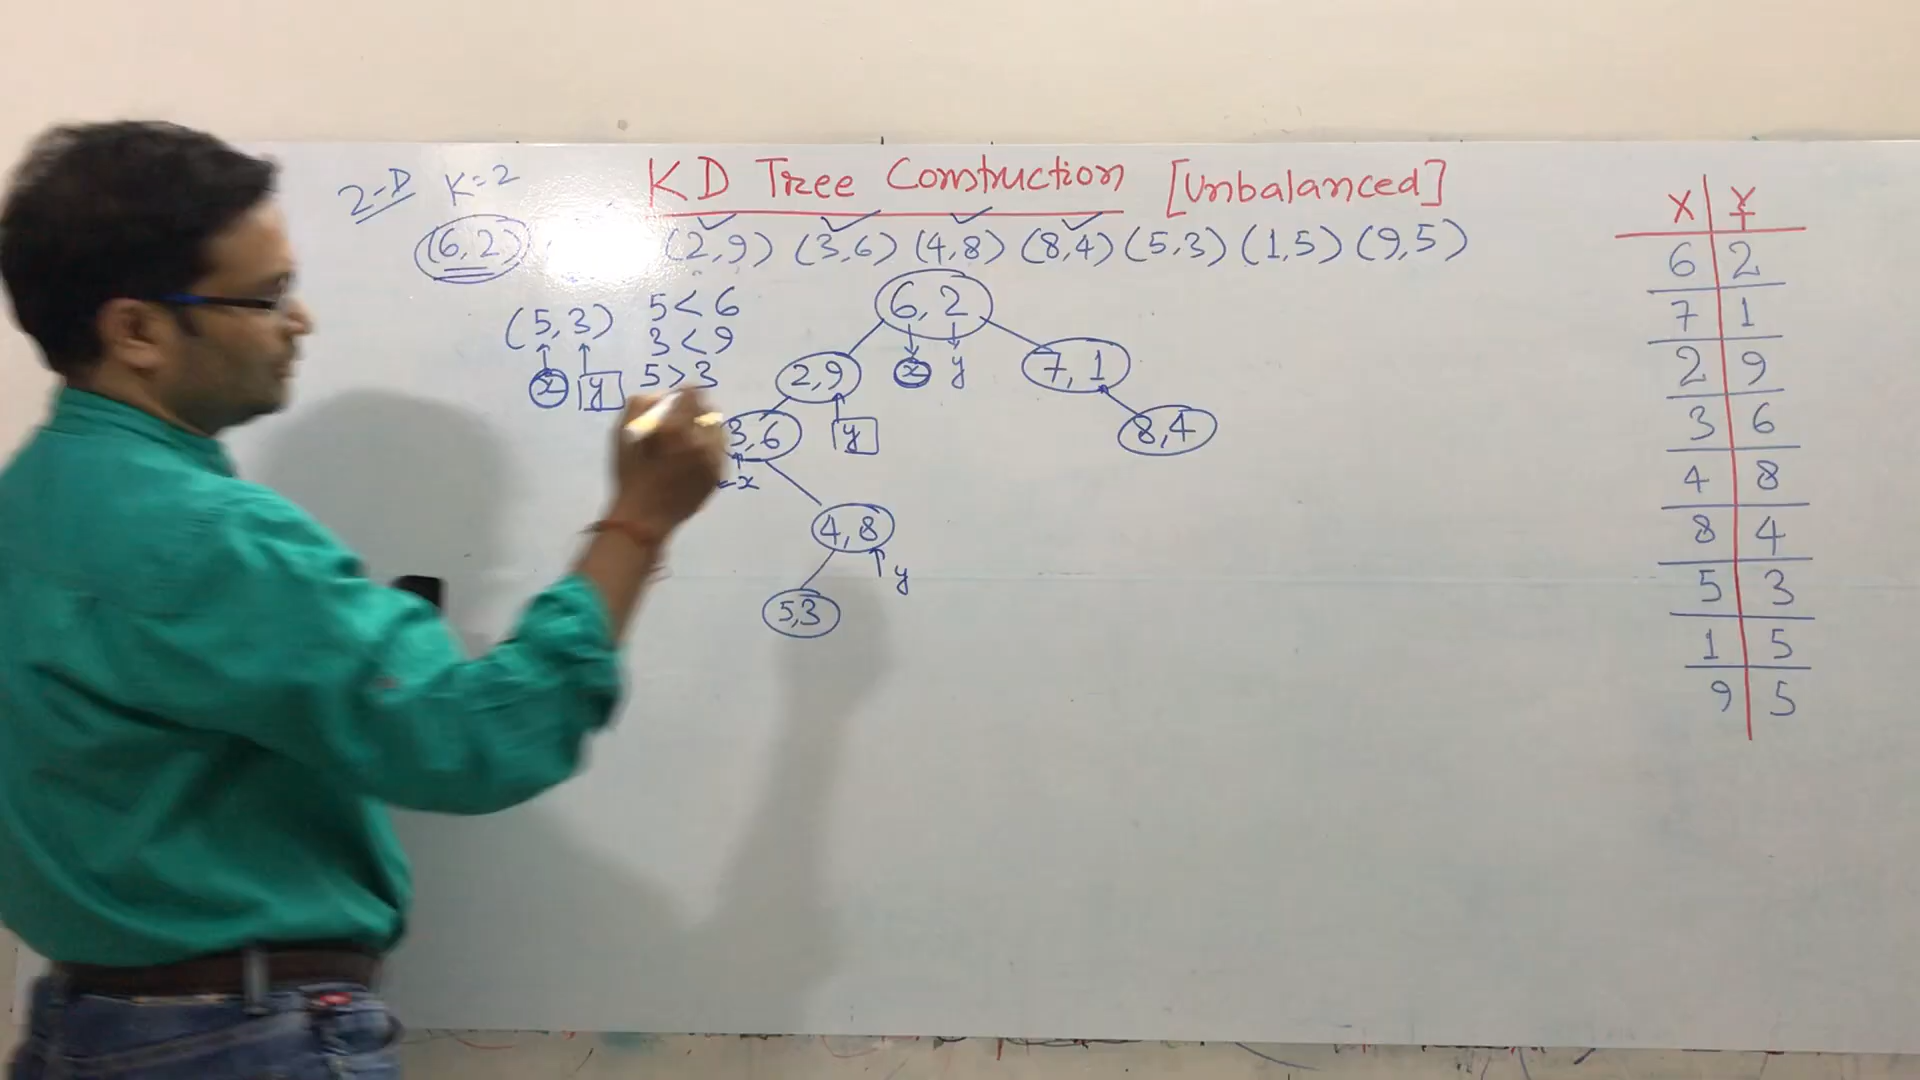 2-D K=2 KD Tree Construction [Unbalanced]
(6,2) (2,9) (3,6) (4,8) (8,4) (5,3) (1,5) (9,5)
(5,3) 5<6
3<9
5>3
x y
6,2
x y
2,9
7,1
y
3,6
8,4
x
4,8
y
5,3
X Y
6 2
7 1
2 9
3 6
4 8
8 4
5 3
1 5
9 5